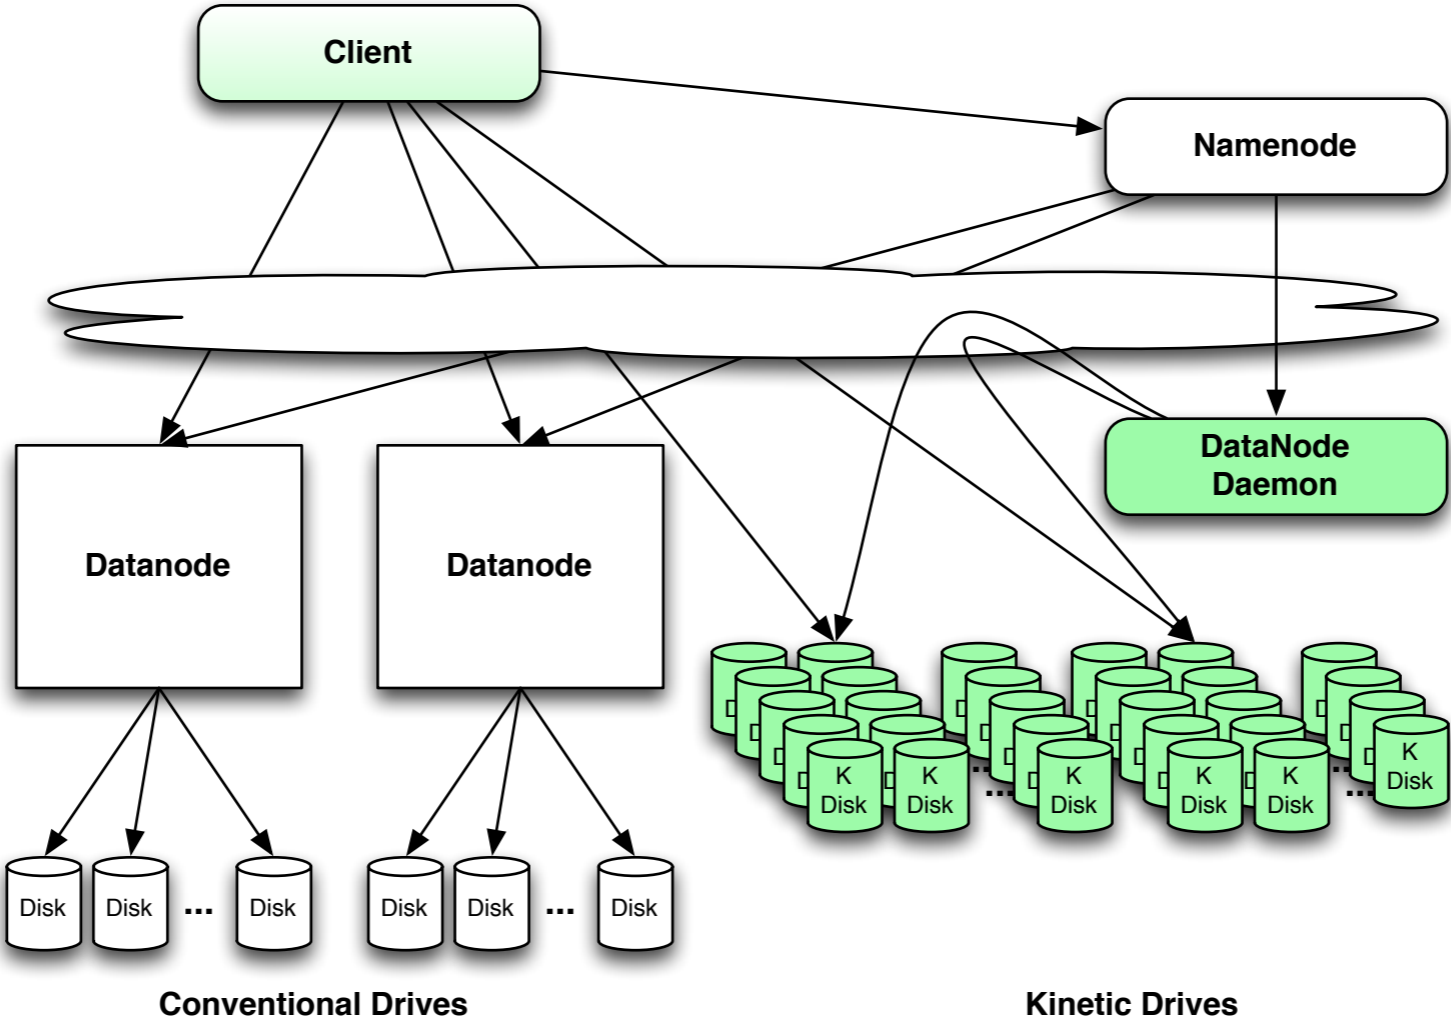 Client
Namenode
DataNode
Daemon
Datanode
Datanode
K
Disk
K
Disk
...
K
Disk
K
Disk
K
Disk
...
K
Disk
Disk
Disk
...
Disk
Disk
Disk
...
Disk
Conventional Drives
Kinetic Drives